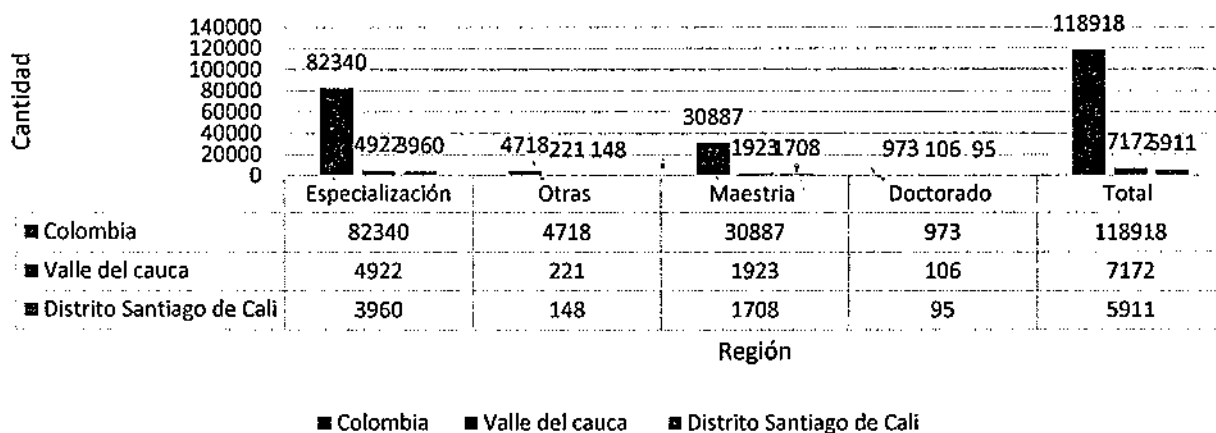 Cantidad
140000
120000
100000
80000
60000
40000
20000
0
82340 4922 3960
4718 221 148
30887 1923 1708
973 106 95
118918 7172 5911
Especialización Otras Maestria Doctorado Total
Colombia 82340 4718 30887 973 118918
Valle del cauca 4922 221 1923 106 7172
Distrito Santiago de Cali 3960 148 1708 95 5911
Región
Colombia Valle del cauca Distrito Santiago de Cali